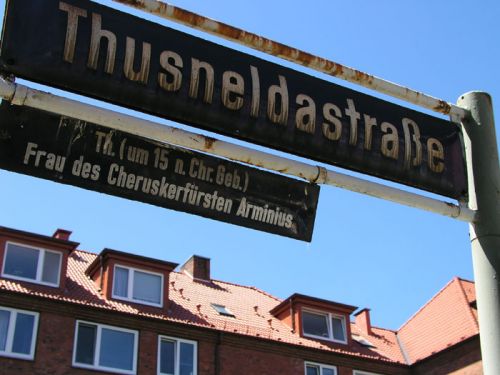 Thusneldastraße
Th. (um 15 n. Chr. Geb.)
Frau des Cheruskerfürsten Arminius